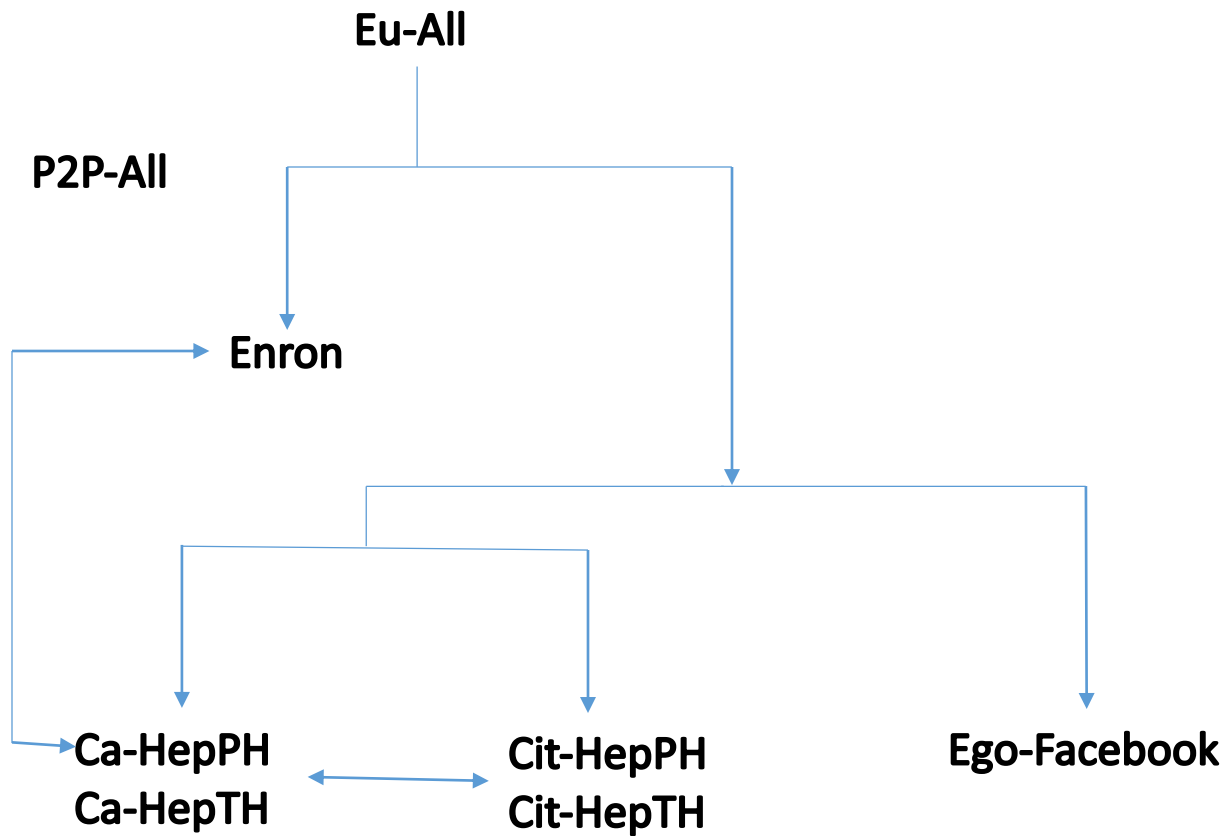 Eu-All
P2P-All
Enron
Ca-HepPH
Ca-HepTH
Cit-HepPH
Cit-HepTH
Ego-Facebook